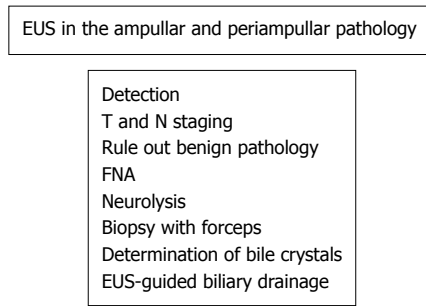 EUS in the ampullar and periampullar pathology
Detection
T and N staging
Rule out benign pathology
FNA
Neurolysis
Biopsy with forceps
Determination of bile crystals
EUS-guided biliary drainage